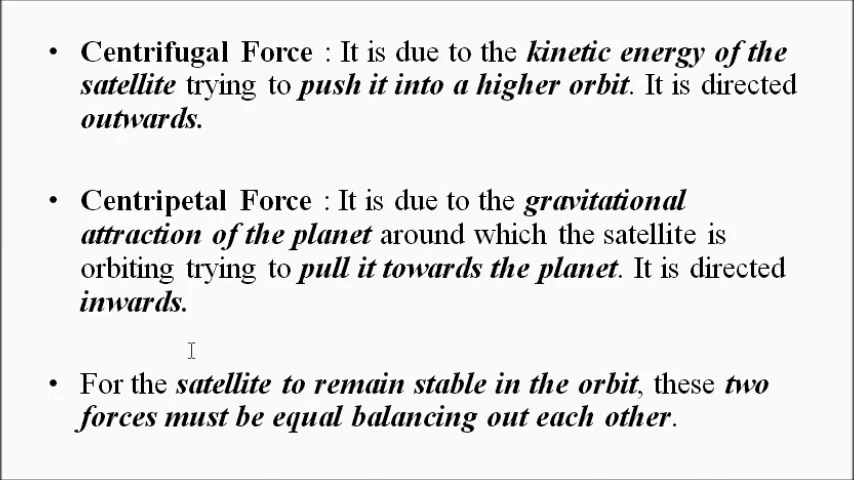 • Centrifugal Force : It is due to the kinetic energy of the
satellite trying to push it into a higher orbit. It is directed
outwards.
• Centripetal Force : It is due to the gravitational
attraction of the planet around which the satellite is
orbiting trying to pull it towards the planet. It is directed
inwards.
• For the satellite to remain stable in the orbit, these two
forces must be equal balancing out each other.